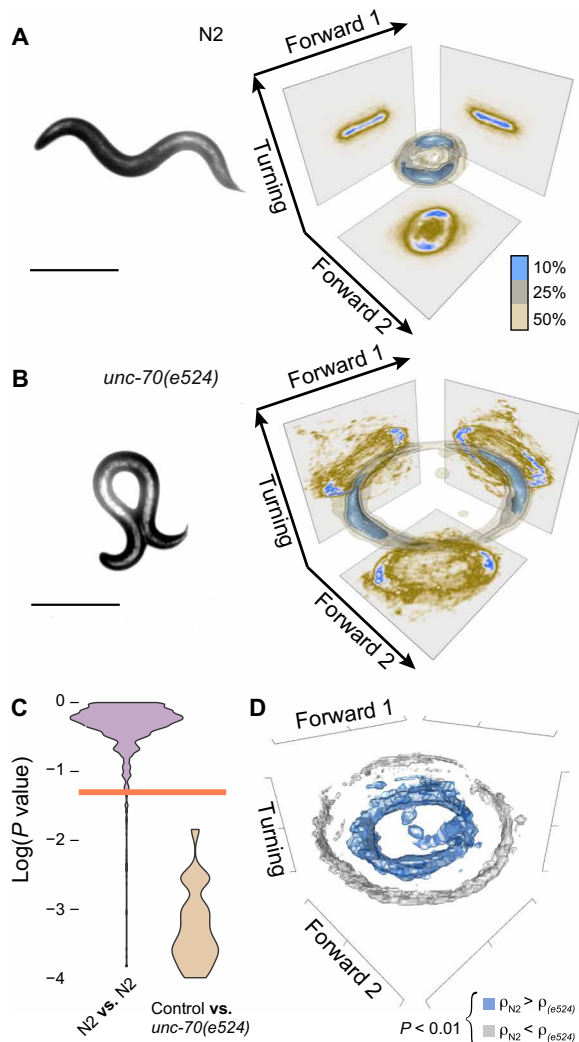 A
N2
Forward 1
Turning
Forward 2
10%
25%
50%
B
unc-70(e524)
Forward 1
Turning
Forward 2
C
0
−1
−2
−3
−4
Log(P value)
N2 vs. N2
Control vs.
unc-70(e524)
D
Forward 1
Turning
Forward 2
P < 0.01
ρN2 > ρ(e524)
ρN2 < ρ(e524)